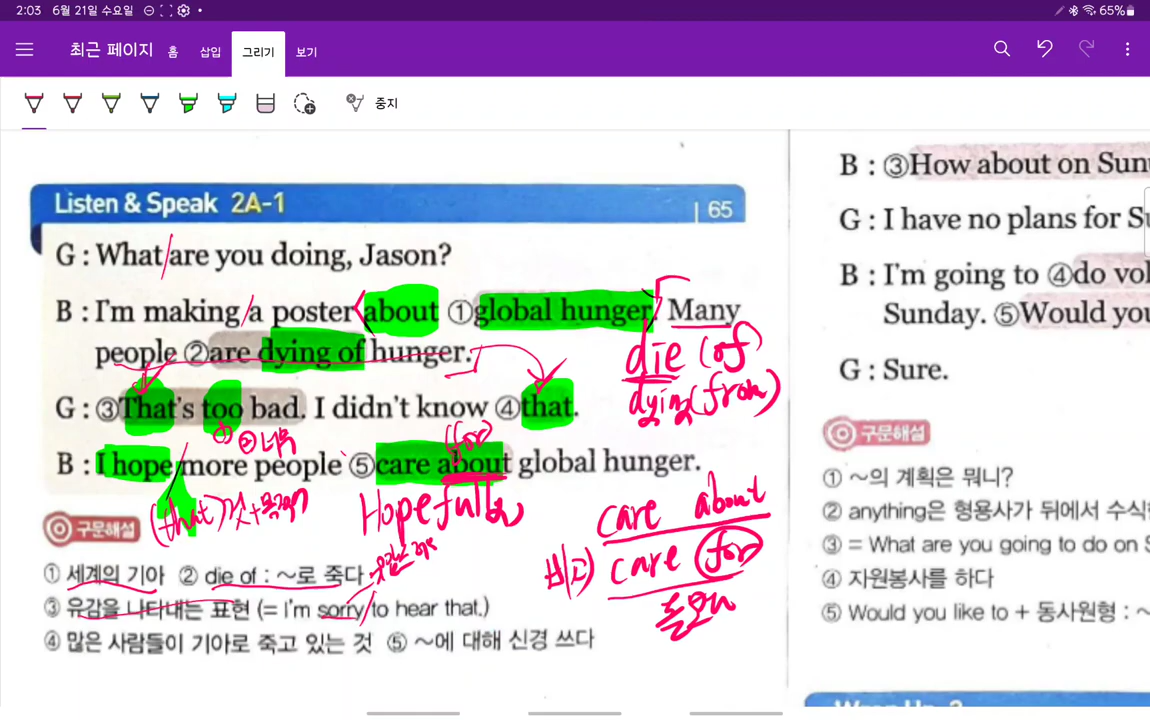 2:03 6월 21일 수요일 65%
최근 페이지 홈 삽입 그리기 보기
중지
Listen & Speak 2A-1 | 65
G : What are you doing, Jason?
B : I'm making a poster about ①global hunger. Many
people ②are dying of hunger.
die (of)
dying (from)
G : ③That's too bad. I didn't know ④that.
② 너무
(for)
B : I hope more people ⑤care about global hunger.
(that)
Hopefully
care about
비교) care for
돌보다
구문해설
① 세계의 기아 ② die of : ~로 죽다
③ 유감을 나타내는 표현 (= I'm sorry to hear that.)
④ 많은 사람들이 기아로 죽고 있는 것 ⑤ ~에 대해 신경 쓰다
B : ③How about on Sun
G : I have no plans for S
B : I'm going to ④do vol
Sunday. ⑤Would yo
G : Sure.
구문해설
① ~의 계획은 뭐니?
② anything은 형용사가 뒤에서 수식
③ = What are you going to do on S
④ 자원봉사를 하다
⑤ Would you like to + 동사원형 : ~